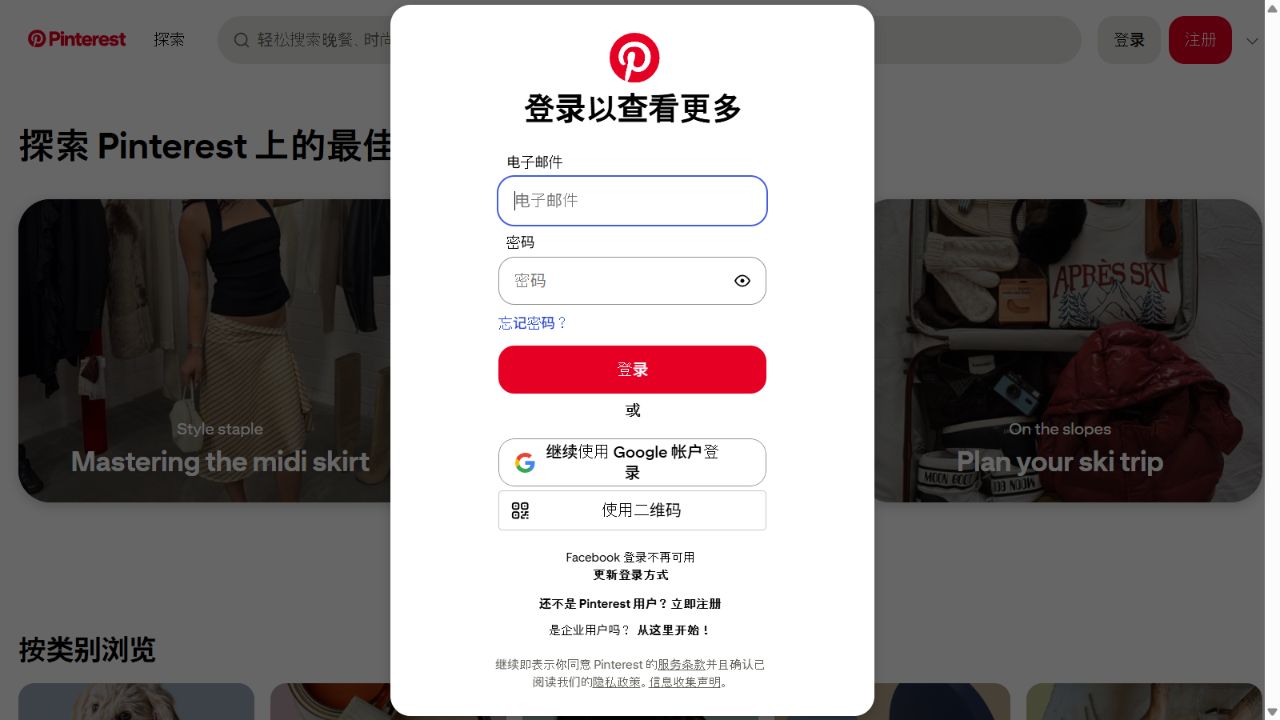 Pinterest
探索
轻松搜索晚餐、时尚
登录
注册
探索 Pinterest 上的最佳
Style staple
Mastering the midi skirt
APRÈS SKI
On the slopes
Plan your ski trip
MOON BOOT
按类别浏览
登录以查看更多
电子邮件
电子邮件
密码
密码
忘记密码？
登录
或
继续使用 Google 帐户登
录
使用二维码
Facebook 登录不再可用
更新登录方式
还不是 Pinterest 用户？立即注册
是企业用户吗？ 从这里开始！
继续即表示你同意 Pinterest 的服务条款并且确认已
阅读我们的隐私政策。信息收集声明。